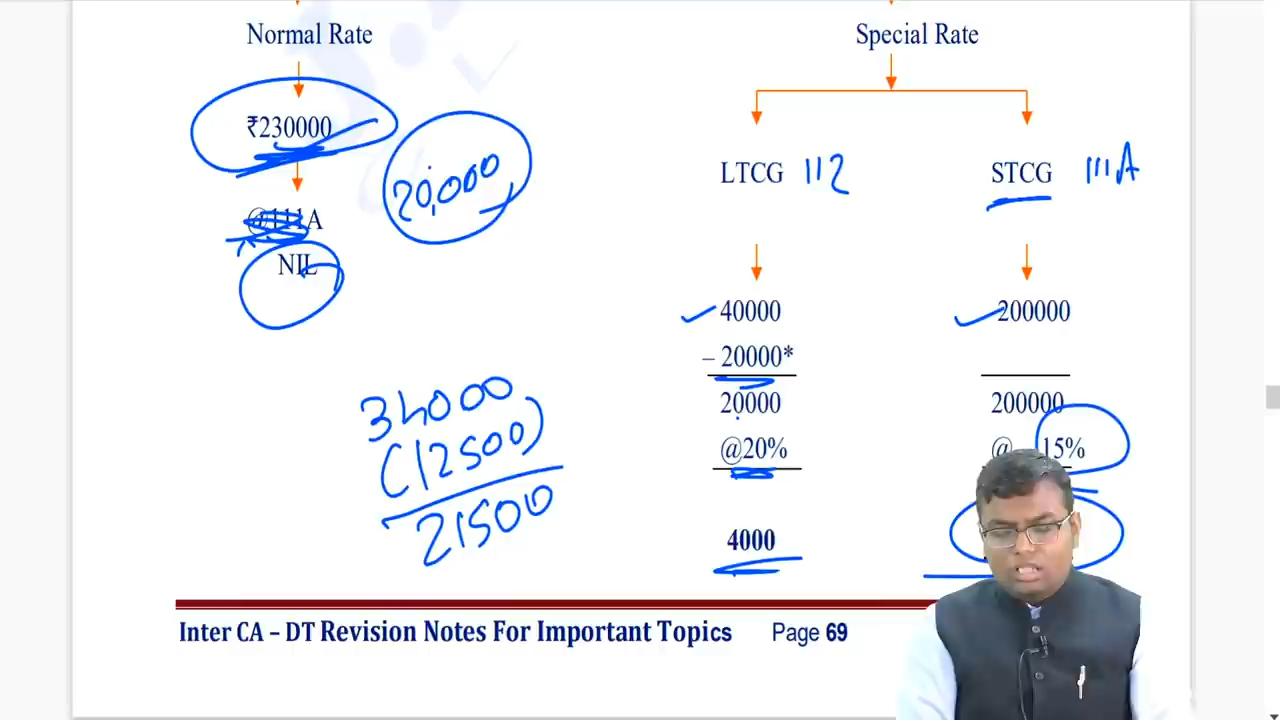 Normal Rate
₹230000
@111A
NIL
20,000
34000
(12500)
21500
Special Rate
LTCG 112
40000
– 20000*
20000
@20%
4000
STCG 111A
200000
200000
@ 15%
Inter CA – DT Revision Notes For Important Topics Page 69